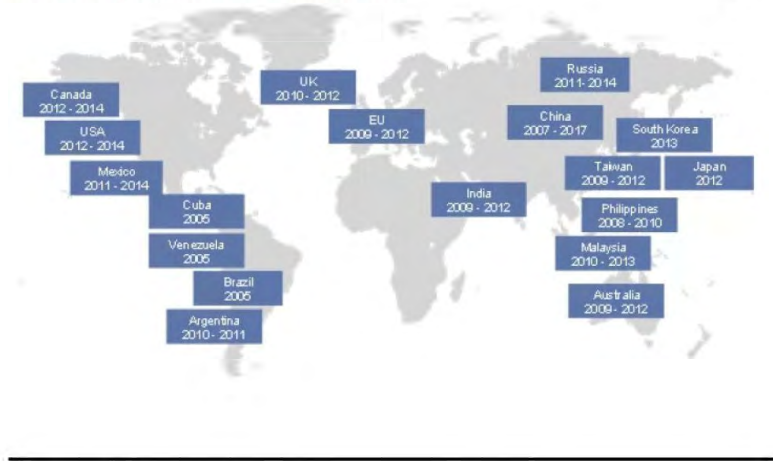 Canada
2012 - 2014
USA
2012 - 2014
Mexico
2011 - 2014
Cuba
2005
Venezuela
2005
Brazil
2005
Argentina
2010 - 2011
UK
2010 - 2012
EU
2009 - 2012
Russia
2011 - 2014
China
2007 - 2017
South Korea
2013
Taiwan
2009 - 2012
Japan
2012
India
2009 - 2012
Philippines
2008 - 2010
Malaysia
2010 - 2013
Australia
2009 - 2012